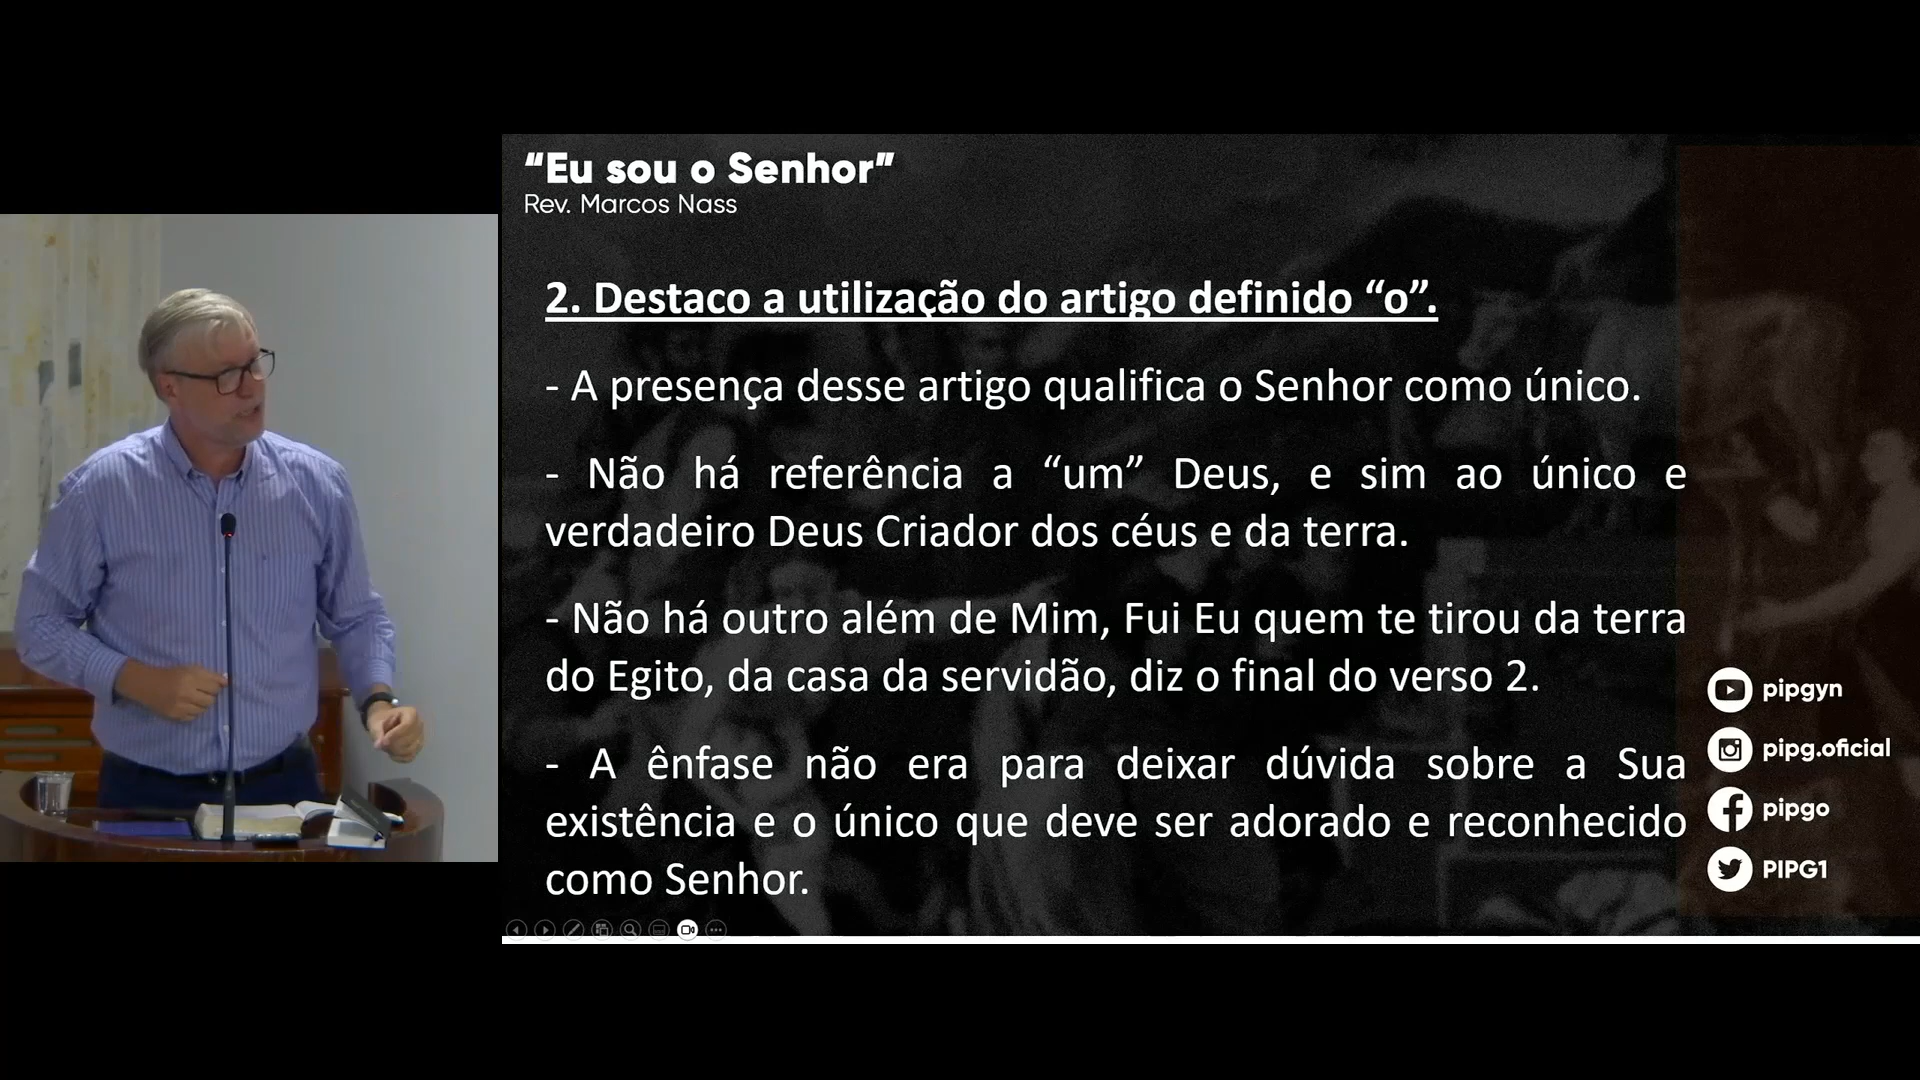 “Eu sou o Senhor”
Rev. Marcos Nass
2. Destaco a utilização do artigo definido “o”.
- A presença desse artigo qualifica o Senhor como único.
- Não há referência a “um” Deus, e sim ao único e
verdadeiro Deus Criador dos céus e da terra.
- Não há outro além de Mim, Fui Eu quem te tirou da terra
do Egito, da casa da servidão, diz o final do verso 2.
- A ênfase não era para deixar dúvida sobre a Sua
existência e o único que deve ser adorado e reconhecido
como Senhor.
pipgyn
pipg.oficial
pipgo
PIPG1